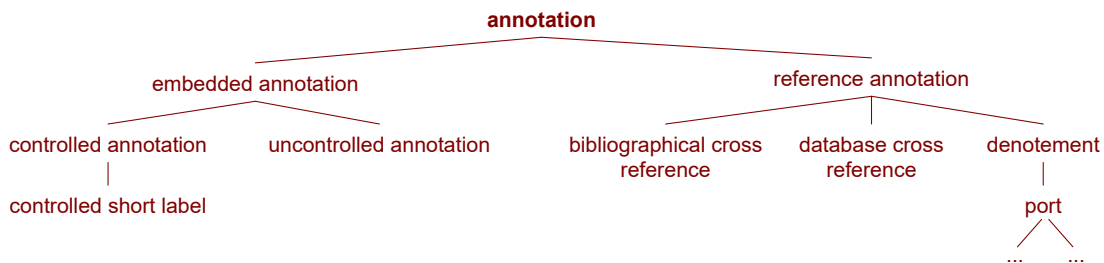 annotation
embedded annotation
reference annotation
controlled annotation
uncontrolled annotation
bibliographical cross
reference
database cross
reference
denotement
controlled short label
port
... ...